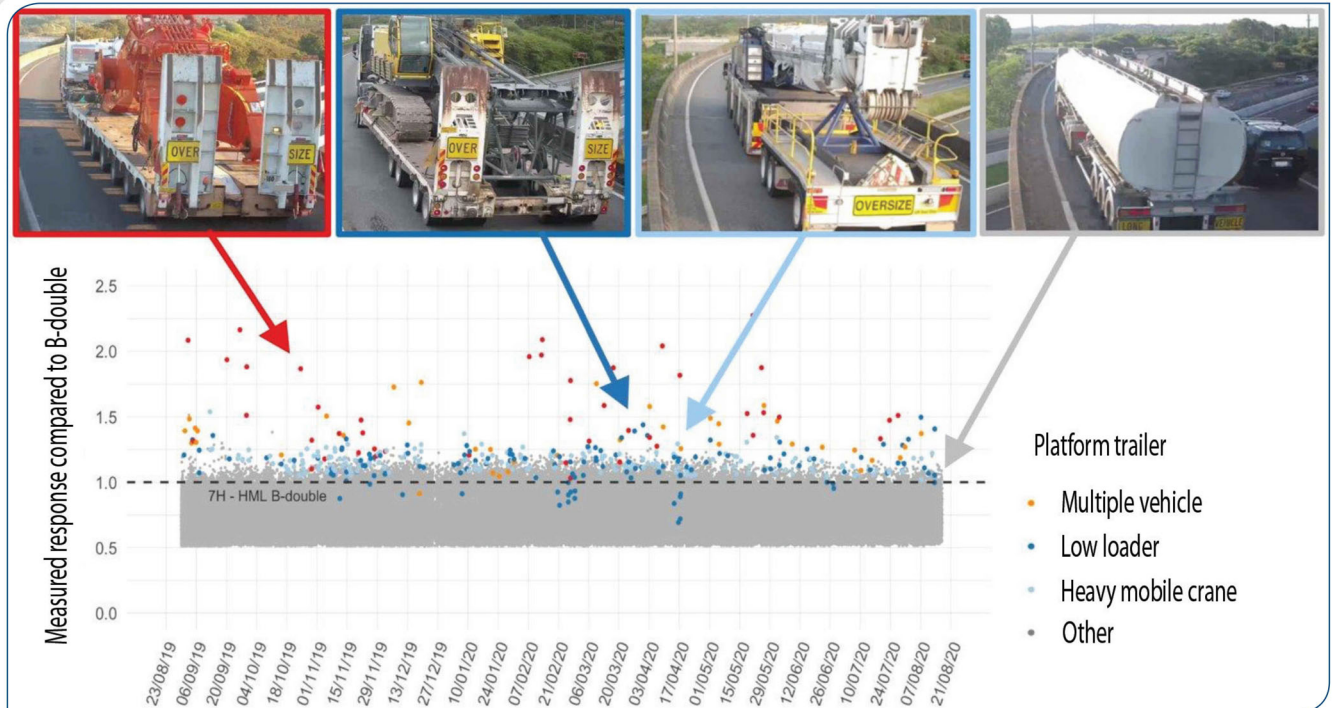 OVER
SIZE
OVER
SIZE
OVERSIZE
LONG
VEHICLE
Measured response compared to B-double
2.5
2.0
1.5
1.0
0.5
0.0
7H - HML B-double
Platform trailer
Multiple vehicle
Low loader
Heavy mobile crane
Other
23/08/19
06/09/19
20/09/19
04/10/19
18/10/19
01/11/19
15/11/19
29/11/19
13/12/19
27/12/19
10/01/20
24/01/20
07/02/20
21/02/20
06/03/20
20/03/20
03/04/20
17/04/20
01/05/20
15/05/20
29/05/20
12/06/20
26/06/20
10/07/20
24/07/20
07/08/20
21/08/20